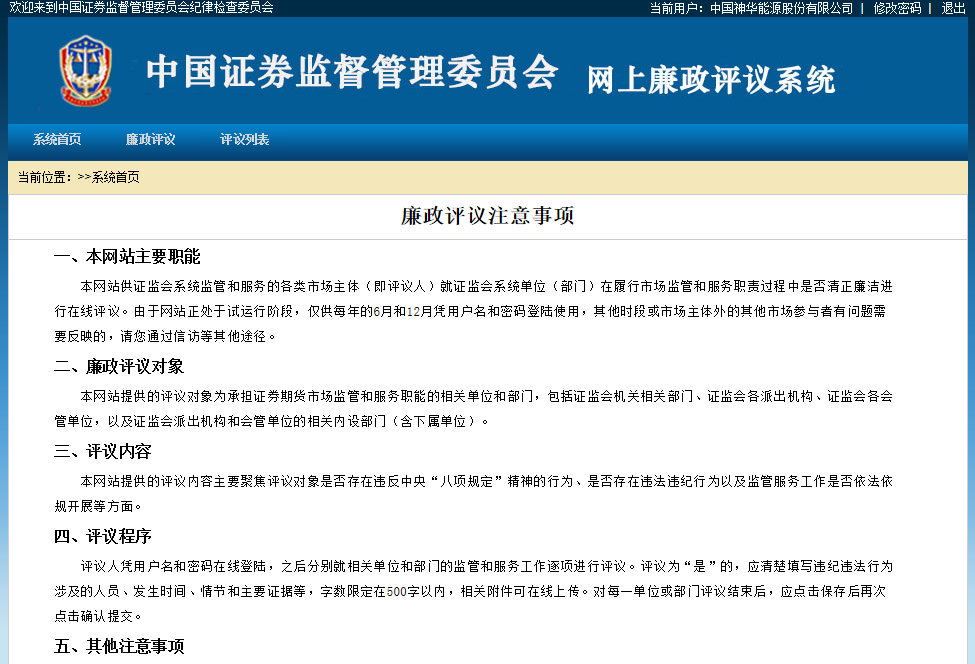 欢迎来到中国证券监督管理委员会纪律检查委员会
当前用户：中国神华能源股份有限公司 | 修改密码 | 退出
中国证券监督管理委员会 网上廉政评议系统
系统首页 廉政评议 评议列表
当前位置：>>系统首页
廉政评议注意事项
一、本网站主要职能
本网站供证监会系统监管和服务的各类市场主体（即评议人）就证监会系统单位（部门）在履行市场监管和服务职责过程中是否清正廉洁进
行在线评议。由于网站正处于试运行阶段，仅供每年的6月和12月凭用户名和密码登陆使用，其他时段或市场主体外的其他市场参与者有问题需
要反映的，请您通过信访等其他途径。
二、廉政评议对象
本网站提供的评议对象为承担证券期货市场监管和服务职能的相关单位和部门，包括证监会机关相关部门、证监会各派出机构、证监会各会
管单位，以及证监会派出机构和会管单位的相关内设部门（含下属单位）。
三、评议内容
本网站提供的评议内容主要聚焦评议对象是否存在违反中央“八项规定”精神的行为、是否存在违法违纪行为以及监管服务工作是否依法依
规开展等方面。
四、评议程序
评议人凭用户名和密码在线登陆，之后分别就相关单位和部门的监管和服务工作逐项进行评议。评议为“是”的，应清楚填写违纪违法行为
涉及的人员、发生时间、情节和主要证据等，字数限定在500字以内，相关附件可在线上传。对每一单位或部门评议结束后，应点击保存后再次
点击确认提交。
五、其他注意事项